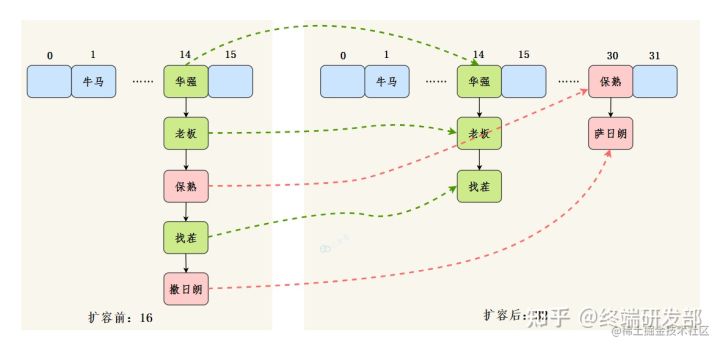 0 1 14 15
牛马 …… 华强
老板
保熟
找茬
撒日朗
扩容前：16
0 1 14 15 30 31
牛马 …… 华强 …… 保熟
老板 萨日朗
找茬
扩容后：32
知乎 @终端研发部
@稀土掘金技术社区